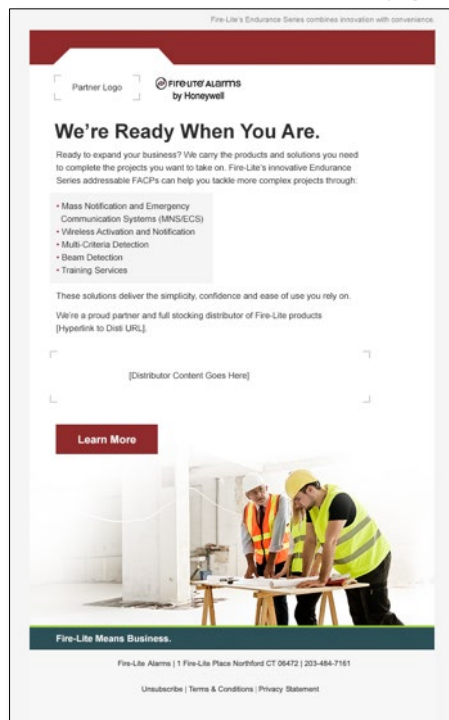 Fire-Lite's Endurance Series combines innovation with convenience.
Partner Logo
FIRE-LITE ALARMS
by Honeywell
We're Ready When You Are.
Ready to expand your business? We carry the products and solutions you need
to complete the projects you want to take on. Fire-Lite's innovative Endurance
Series addressable FACPs can help you tackle more complex projects through:
• Mass Notification and Emergency
Communication Systems (MNS/ECS)
• Wireless Activation and Notification
• Multi-Criteria Detection
• Beam Detection
• Training Services
These solutions deliver the simplicity, confidence and ease of use you rely on.
We're a proud partner and full stocking distributor of Fire-Lite products
[Hyperlink to Disti URL].
[Distributor Content Goes Here]
Learn More
Fire-Lite Means Business.
Fire-Lite Alarms | 1 Fire-Lite Place Northford CT 06472 | 203-484-7161
Unsubscribe | Terms & Conditions | Privacy Statement